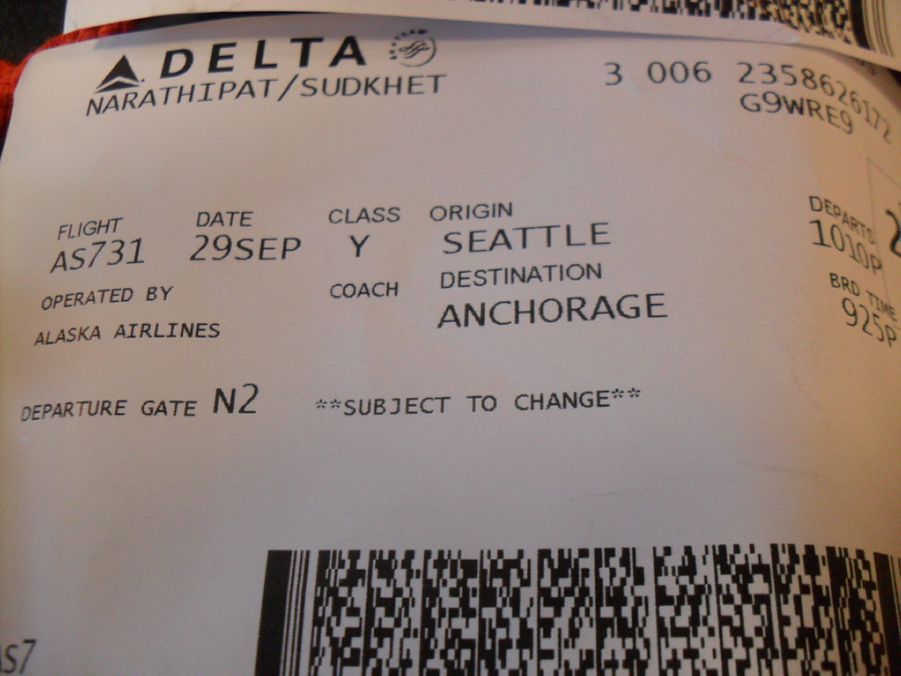 DELTA
NARATHIPAT/SUDKHET
3 006 2358626172
G9WRE9
FLIGHT DATE CLASS ORIGIN DEPARTS
AS731 29SEP Y SEATTLE 1010P
OPERATED BY COACH DESTINATION BRD TIME
ALASKA AIRLINES ANCHORAGE 925P
DEPARTURE GATE N2 **SUBJECT TO CHANGE**
AS7